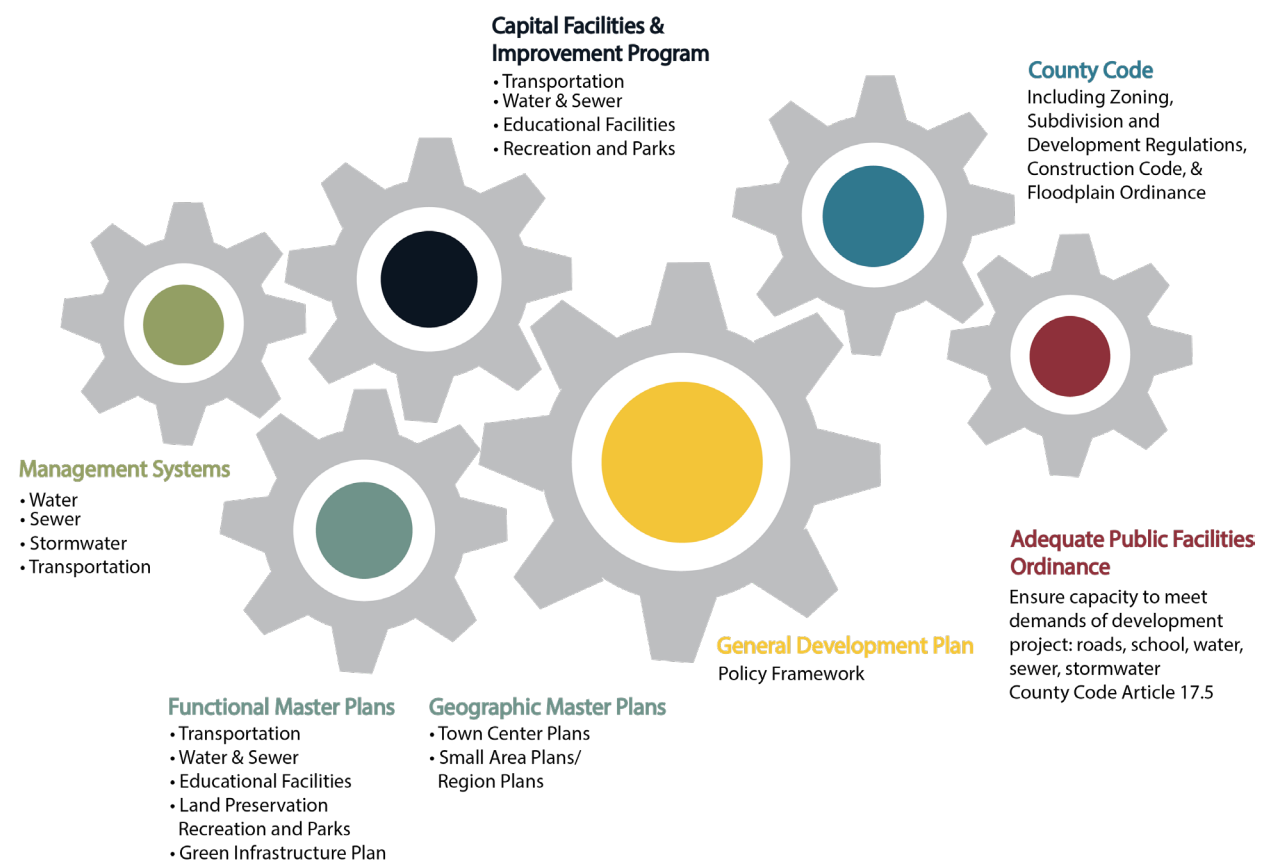 Capital Facilities &
Improvement Program
• Transportation
• Water & Sewer
• Educational Facilities
• Recreation and Parks
County Code
Including Zoning,
Subdivision and
Development Regulations,
Construction Code, &
Floodplain Ordinance
Management Systems
• Water
• Sewer
• Stormwater
• Transportation
Adequate Public Facilities
Ordinance
Ensure capacity to meet
demands of development
project: roads, school, water,
sewer, stormwater
County Code Article 17.5
General Development Plan
Policy Framework
Functional Master Plans
• Transportation
• Water & Sewer
• Educational Facilities
• Land Preservation
Recreation and Parks
• Green Infrastructure Plan
Geographic Master Plans
• Town Center Plans
• Small Area Plans/
Region Plans